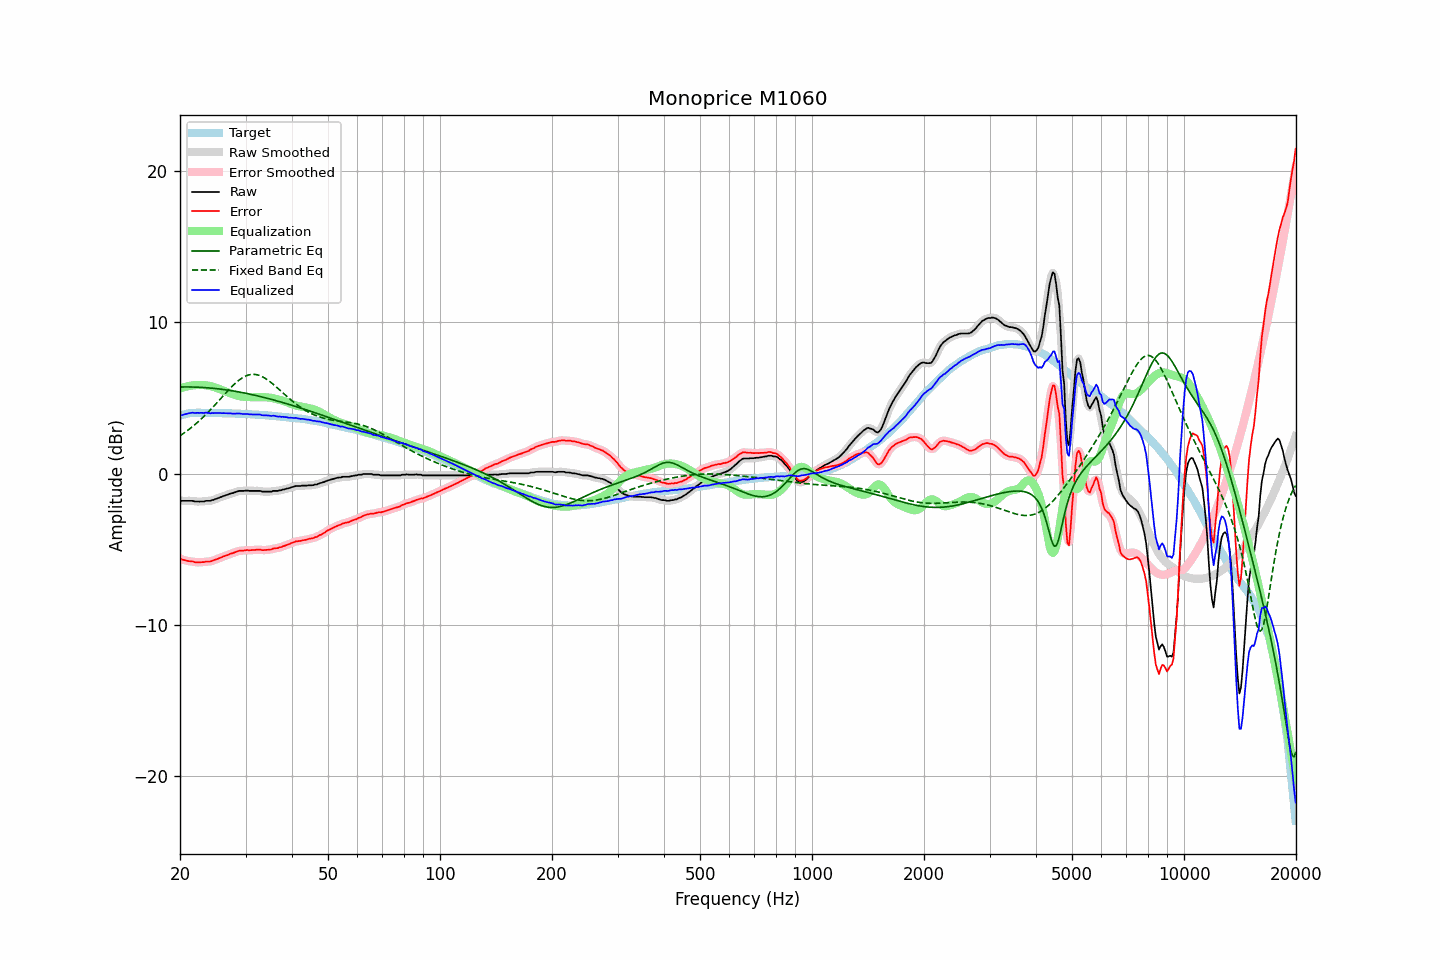 Monoprice M1060
Target
Raw Smoothed
Error Smoothed
Raw
Error
Equalization
Parametric Eq
Fixed Band Eq
Equalized
20
10
0
−10
−20
Amplitude (dBr)
20 50 100 200 500 1000 2000 5000 10000 20000
Frequency (Hz)